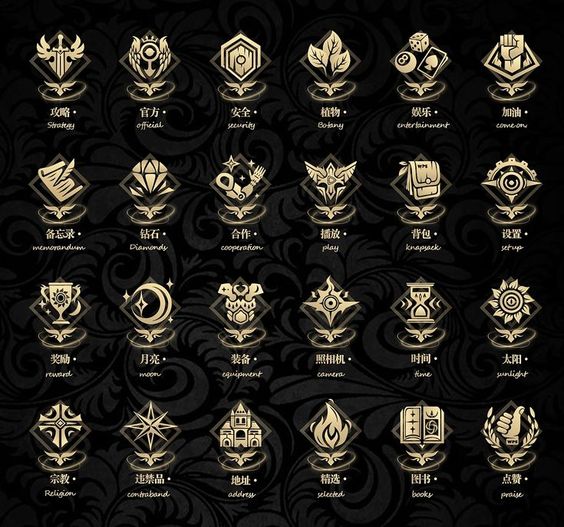 攻略 官方 安全 植物 娱乐 加油
Strategy official security Botany entertainment come on
备忘录 钻石 合作 播放 背包 设置
memorandum Diamonds cooperation play knapsack set up
奖励 月亮 装备 照相机 时间 太阳
reward moon equipment camera time sunlight
宗教 违禁品 地址 精选 图书 点赞
Religion contraband address selected books praise